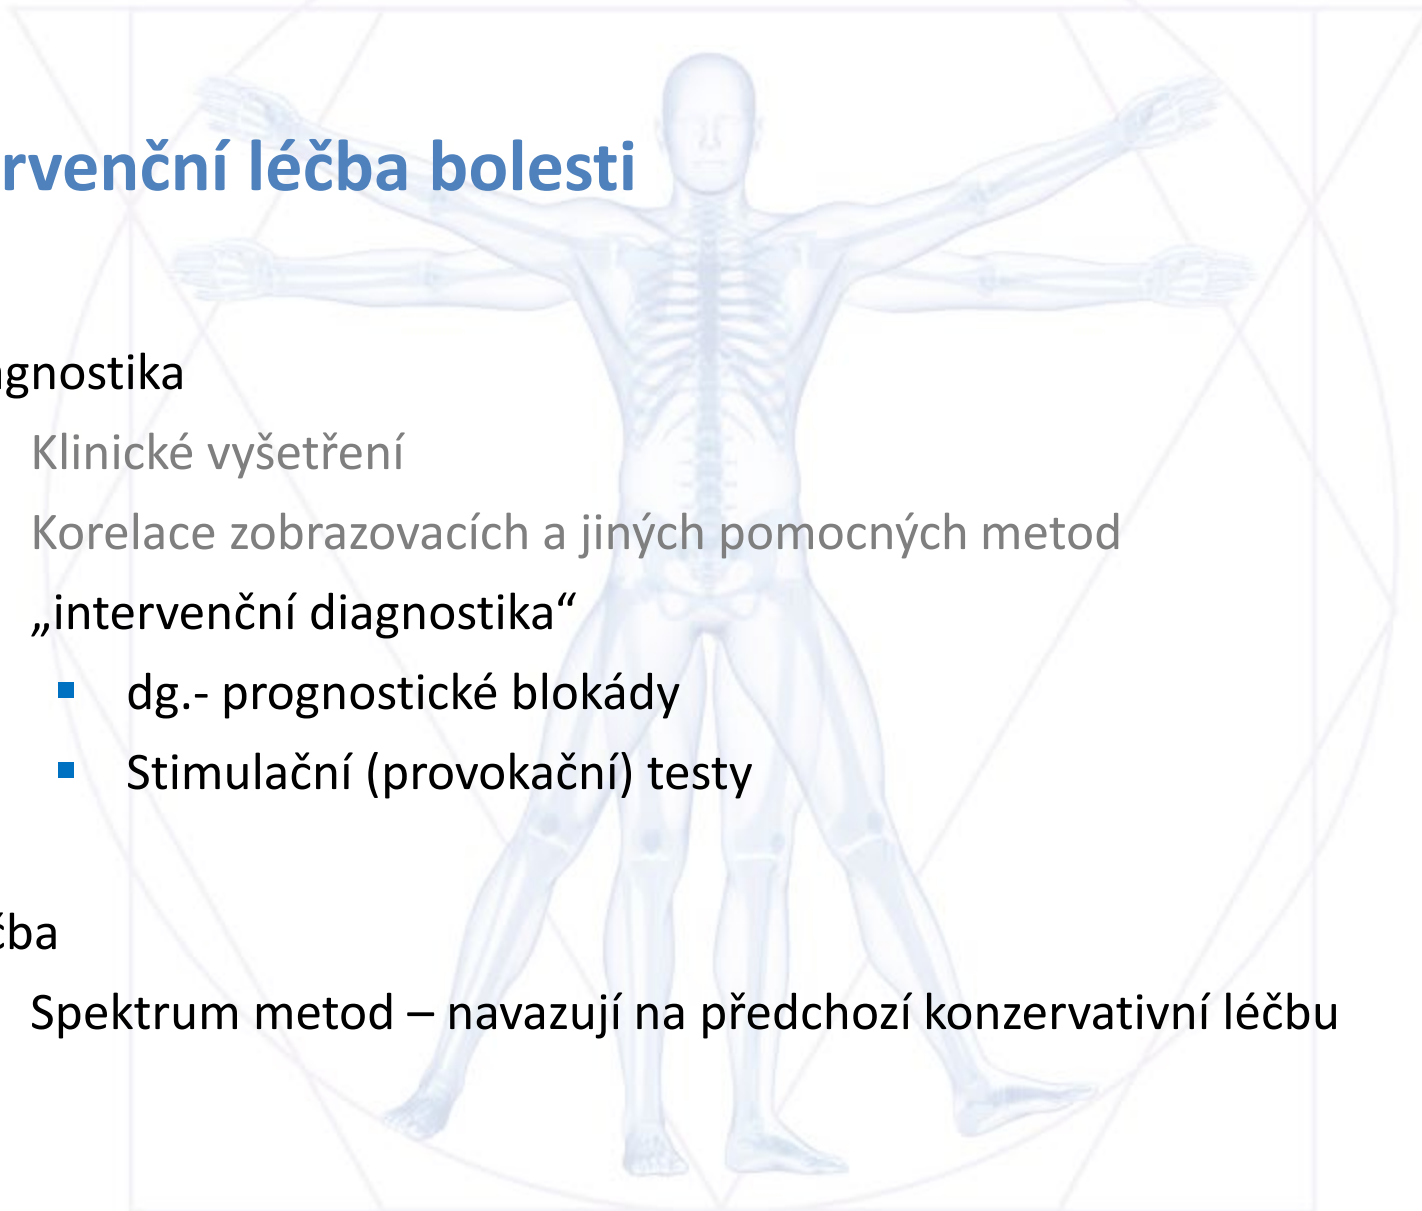 rvenční léčba bolesti
gnostika
Klinické vyšetření
Korelace zobrazovacích a jiných pomocných metod
„intervenční diagnostika“
▪ dg.- prognostické blokády
▪ Stimulační (provokační) testy
čba
Spektrum metod – navazují na předchozí konzervativní léčbu